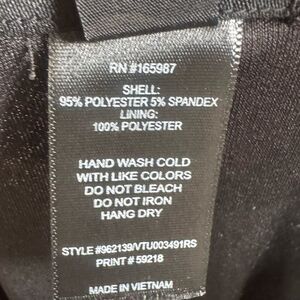 RN #165987
SHELL:
95% POLYESTER 5% SPANDEX
LINING:
100% POLYESTER
HAND WASH COLD
WITH LIKE COLORS
DO NOT BLEACH
DO NOT IRON
HANG DRY
STYLE #962139/VTU003491RS
PRINT # 59218
MADE IN VIETNAM